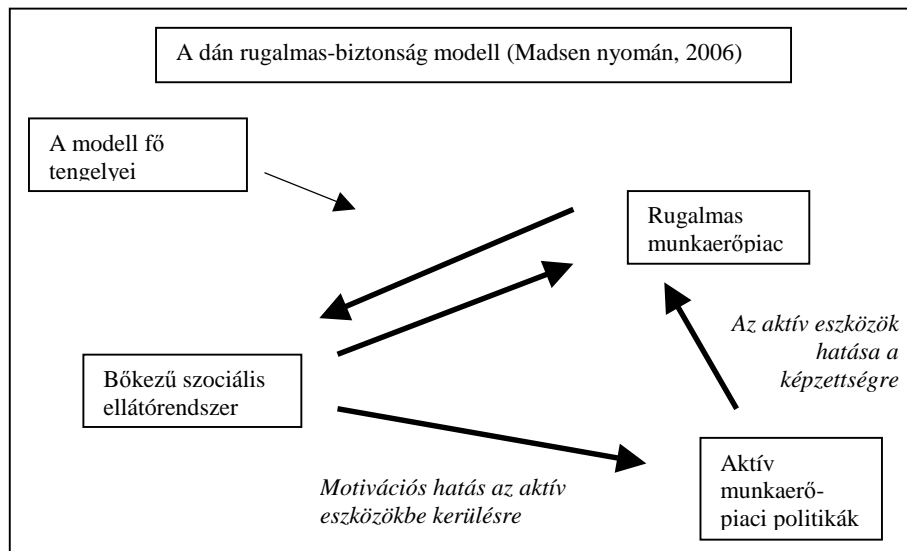 A dán rugalmas-biztonság modell (Madsen nyomán, 2006)
A modell fő
tengelyei
Rugalmas
munkaerőpiac
Az aktív eszközök
hatása a
képzettségre
Bőkezű szociális
ellátórendszer
Motivációs hatás az aktív
eszközökbe kerülésre
Aktív
munkaerő-
piaci politikák